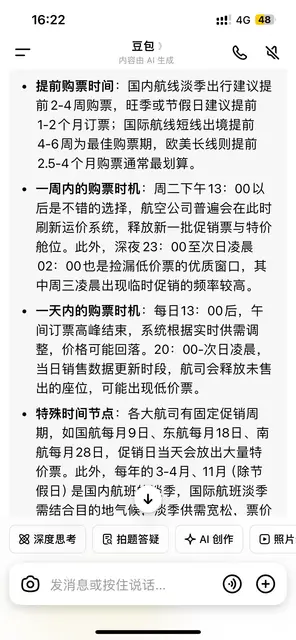 16:22
4G 48
豆包
内容由 AI 生成
• 提前购票时间：国内航线淡季出行建议提
前2-4周购票，旺季或节假日建议提前
1-2个月订票；国际航线短线出境提前
4-6周为最佳购票期，欧美长线则提前
2.5-4个月购票通常最划算。
• 一周内的购票时机：周二下午13：00以
后是不错的选择，航空公司普遍会在此时
刷新运价系统，释放新一批促销票与特价
舱位。此外，深夜23：00至次日凌晨
02：00也是捡漏低价票的优质窗口，其
中周三凌晨出现临时促销的频率较高。
• 一天内的购票时机：每日13：00后，午
间订票高峰结束，系统根据实时供需调
整，价格可能回落。20：00-次日凌晨，
当日销售数据更新时段，航司会释放未售
出的座位，可能出现低价票。
• 特殊时间节点：各大航司有固定促销周
期，如国航每月9日、东航每月18日、南
航每月28日，促销日当天会放出大量特
价票。此外，每年的3-4月、11月（除节
假日）是国内航班淡季，国际航班淡季
需结合目的地气候，淡季供需宽松，票价
深度思考
拍题答疑
AI 创作
照片
发消息或按住说话...